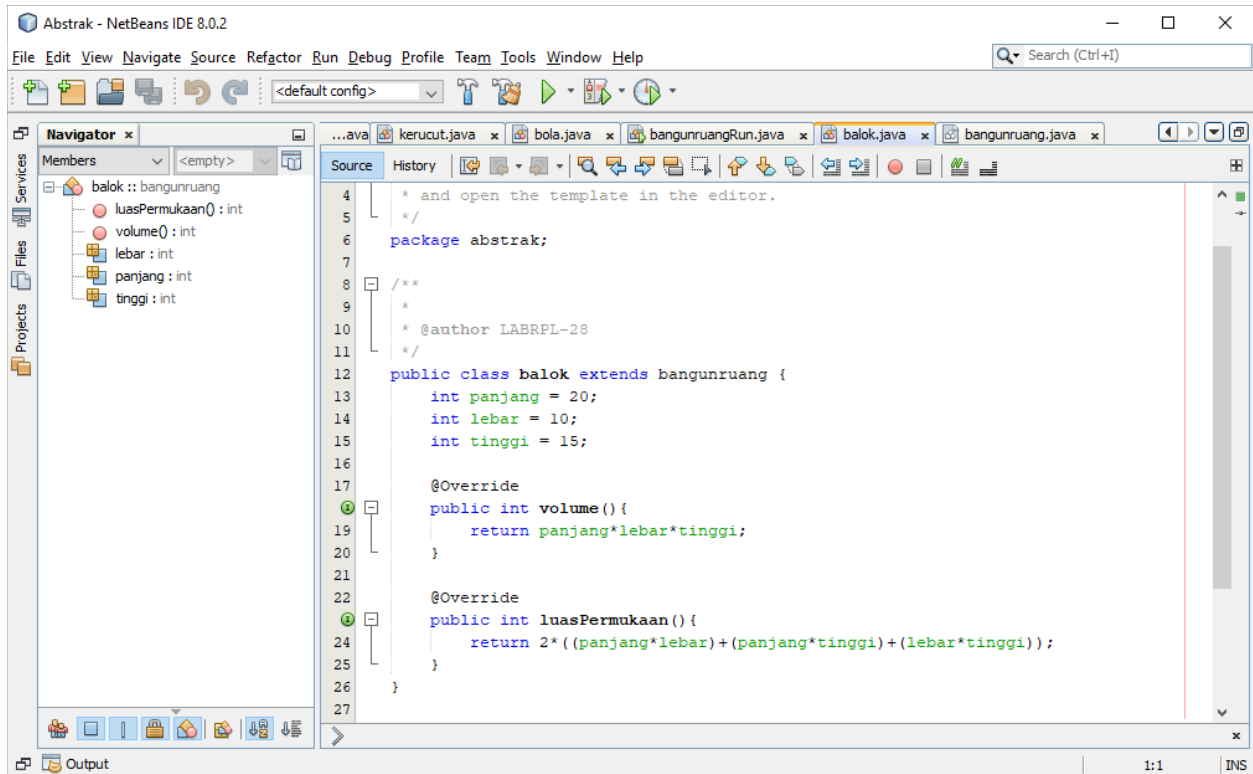 Abstrak - NetBeans IDE 8.0.2
File Edit View Navigate Source Refactor Run Debug Profile Team Tools Window Help
Search (Ctrl+I)
<default config>
Navigator
...ava kerucut.java bola.java bangunruangRun.java balok.java bangunruang.java
Services
Files
Projects
Members <empty>
balok :: bangunruang
luasPermukaan() : int
volume() : int
lebar : int
panjang : int
tinggi : int
Source History
4 * and open the template in the editor.
5 */
6 package abstrak;
7
8 /**
9 *
10 * @author LABRPL-28
11 */
12 public class balok extends bangunruang {
13 int panjang = 20;
14 int lebar = 10;
15 int tinggi = 15;
16
17 @Override
public int volume(){
19 return panjang*lebar*tinggi;
20 }
21
22 @Override
public int luasPermukaan(){
24 return 2*((panjang*lebar)+(panjang*tinggi)+(lebar*tinggi));
25 }
26 }
27
Output
1:1 INS